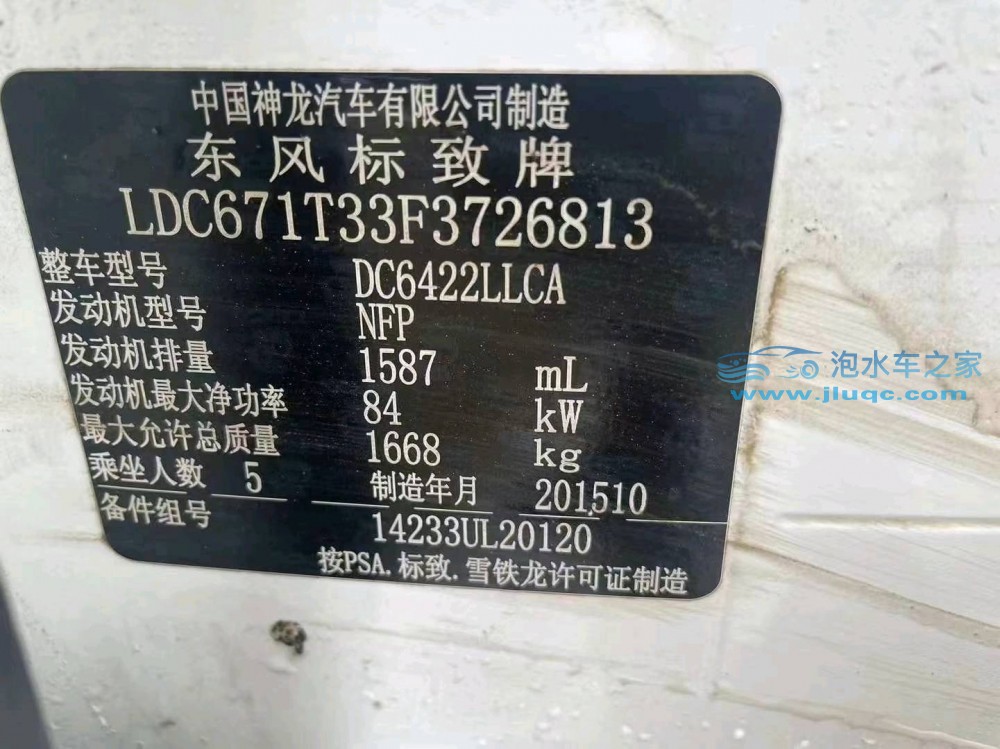 中国神龙汽车有限公司制造
东风标致牌
LDC671T33F3726813
整车型号 DC6422LLCA
发动机型号 NFP
发动机排量 1587 mL
发动机最大净功率 84 kW
最大允许总质量 1668 kg
乘坐人数 5 制造年月 201510
备件组号 14233UL20120
按PSA.标致.雪铁龙许可证制造
泡水车之家
www.jluqc.com